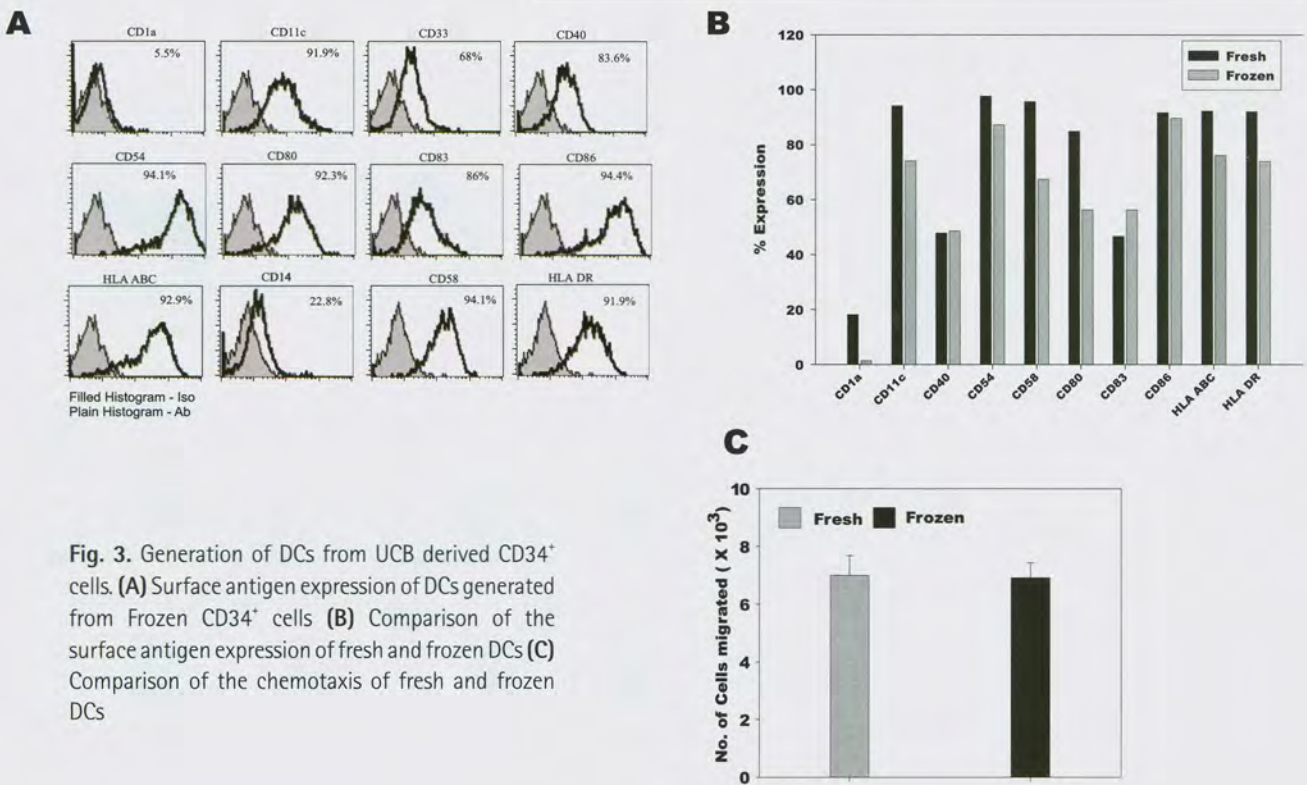 A
CD1a
5.5%
CD11c
91.9%
CD33
68%
CD40
83.6%
CD54
94.1%
CD80
92.3%
CD83
86%
CD86
94.4%
HLA ABC
92.9%
CD14
22.8%
CD58
94.1%
HLA DR
91.9%
Filled Histogram - Iso
Plain Histogram - Ab
B
Fresh
Frozen
% Expression
120
100
80
60
40
20
0
CD1a
CD11c
CD40
CD54
CD58
CD80
CD83
CD86
HLA ABC
HLA DR
C
Fresh
Frozen
No. of Cells migrated ( X 10³)
10
8
6
4
2
0
Fig. 3. Generation of DCs from UCB derived CD34⁺
cells. (A) Surface antigen expression of DCs generated
from Frozen CD34⁺ cells (B) Comparison of the
surface antigen expression of fresh and frozen DCs (C)
Comparison of the chemotaxis of fresh and frozen
DCs